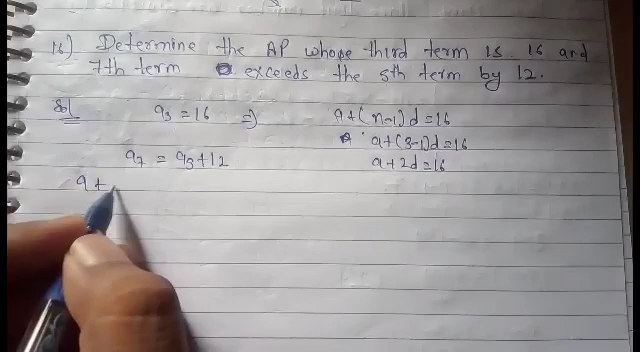 16) Determine the AP whose third term is 16 and
7th term exceeds the 5th term by 12.
Sol a3 = 16 => a+(n-1)d=16
a+(3-1)d=16
a7 = a5+12 a+2d=16
a+